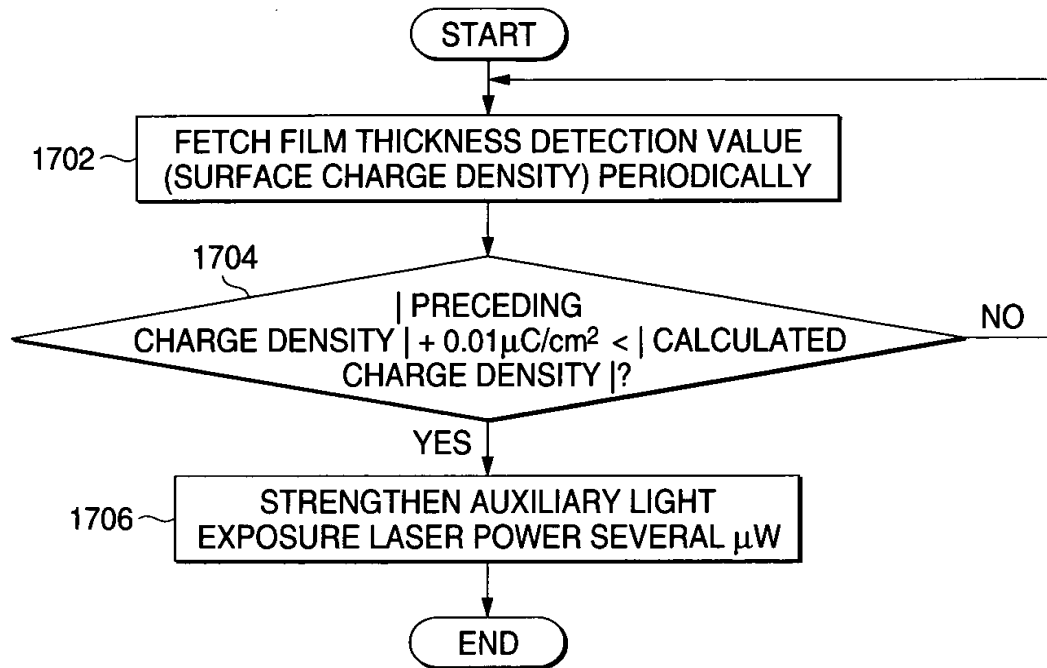 START
1702
FETCH FILM THICKNESS DETECTION VALUE
(SURFACE CHARGE DENSITY) PERIODICALLY
1704
| PRECEDING
CHARGE DENSITY | + 0.01μC/cm² < | CALCULATED
CHARGE DENSITY |?
NO
YES
1706
STRENGTHEN AUXILIARY LIGHT
EXPOSURE LASER POWER SEVERAL μW
END